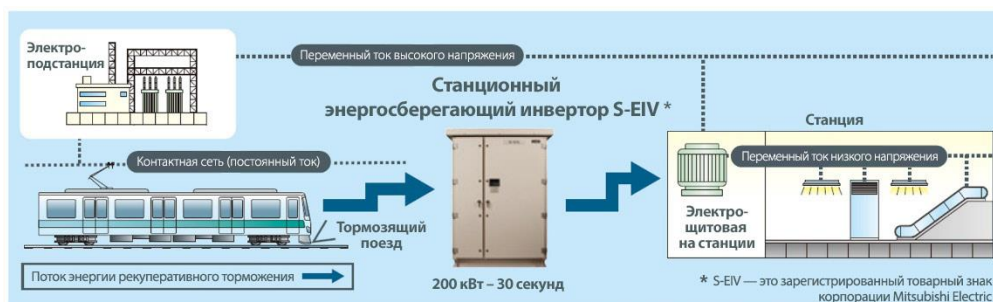 Электро-
подстанция
Переменный ток высокого напряжения
Станционный
энергосберегающий инвертор S-EIV *
Станция
Контактная сеть (постоянный ток)
Переменный ток низкого напряжения
Тормозящий
поезд
Электро-
щитовая
на станции
Поток энергии рекуперативного торможения
200 кВт – 30 секунд
* S-EIV — это зарегистрированный товарный знак
корпорации Mitsubishi Electric